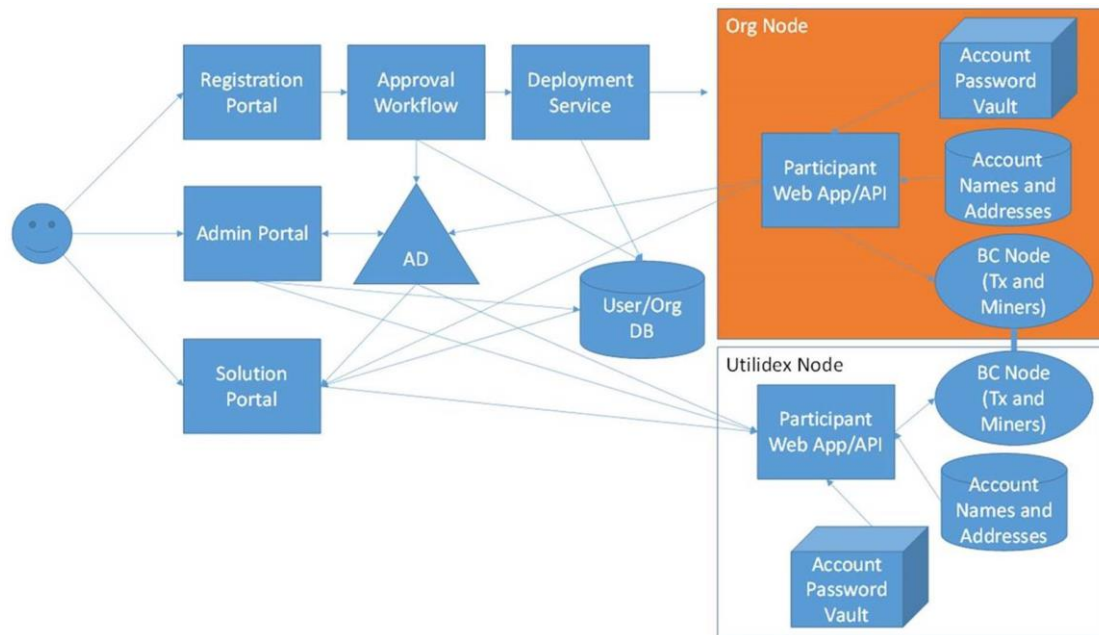 Org Node
Account
Password
Vault
Registration
Portal
Approval
Workflow
Deployment
Service
Participant
Web App/API
Account
Names and
Addresses
Admin Portal
AD
BC Node
(Tx and
Miners)
User/Org
DB
Solution
Portal
Utilidex Node
BC Node
(Tx and
Miners)
Participant
Web App/API
Account
Names and
Addresses
Account
Password
Vault